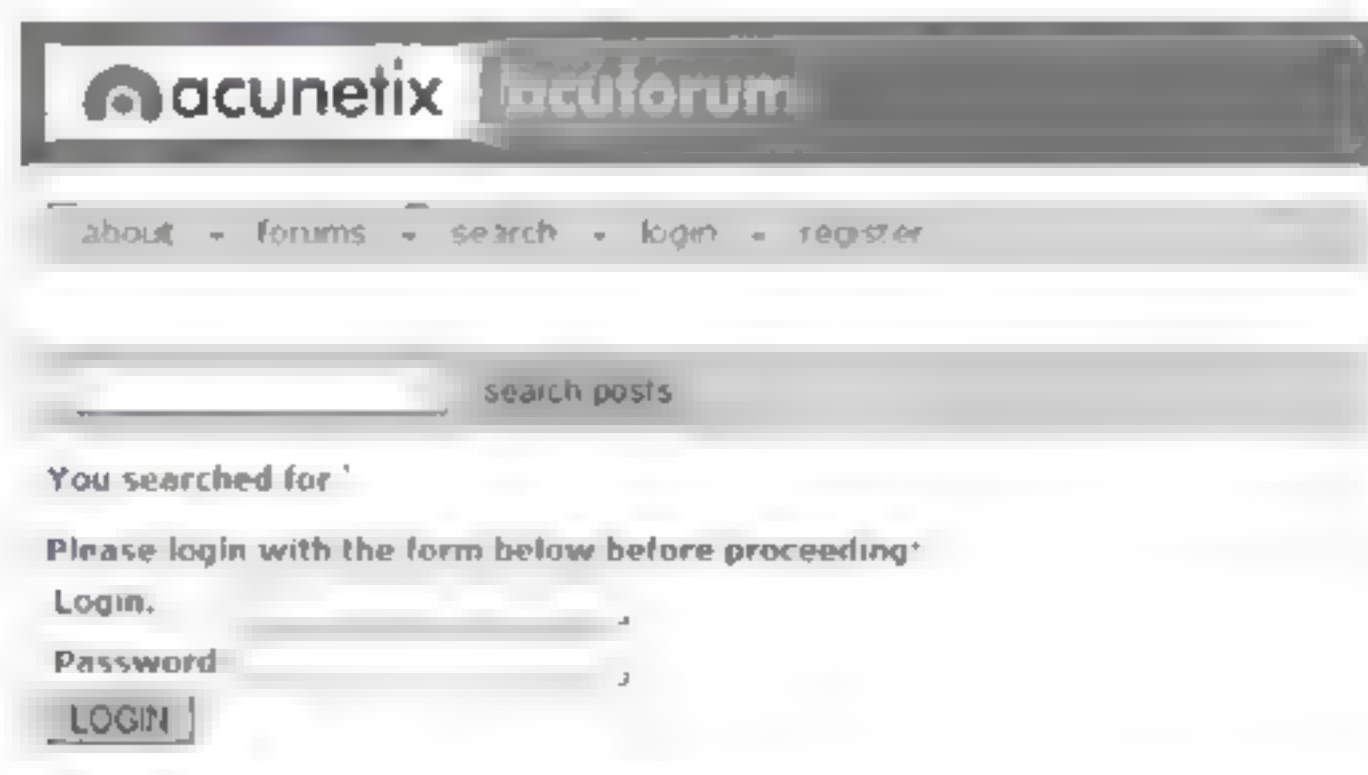 acunetix acuforum
about - forums - search - login - register
search posts
You searched for '
Please login with the form below before proceeding:
Login:
Password
LOGIN